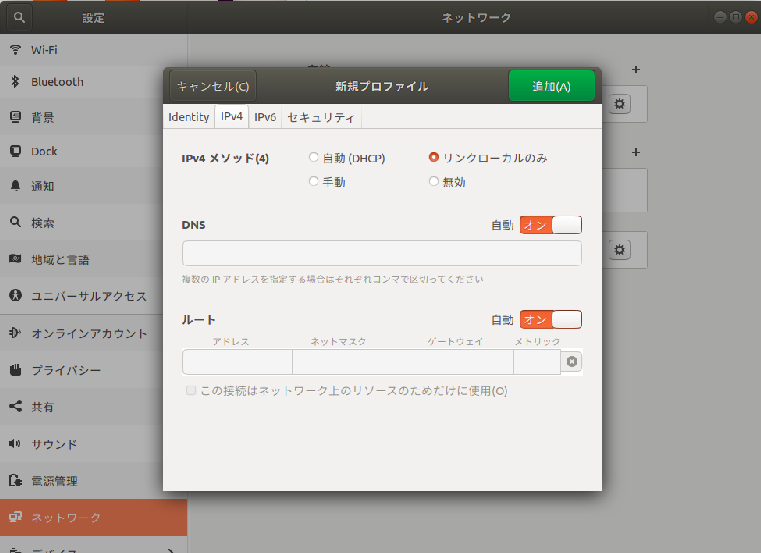 設定
ネットワーク
Wi-Fi
Bluetooth
背景
Dock
通知
検索
地域と言語
ユニバーサルアクセス
オンラインアカウント
プライバシー
共有
サウンド
電源管理
ネットワーク
デバイス
キャンセル(C)
新規プロファイル
追加(A)
Identity
IPv4
IPv6
セキュリティ
IPv4 メソッド(4)
自動 (DHCP)
リンクローカルのみ
手動
無効
DNS
自動
オン
複数の IP アドレスを指定する場合はそれぞれコンマで区切ってください
ルート
自動
オン
アドレス
ネットマスク
ゲートウェイ
メトリック
この接続はネットワーク上のリソースのためだけに使用(O)